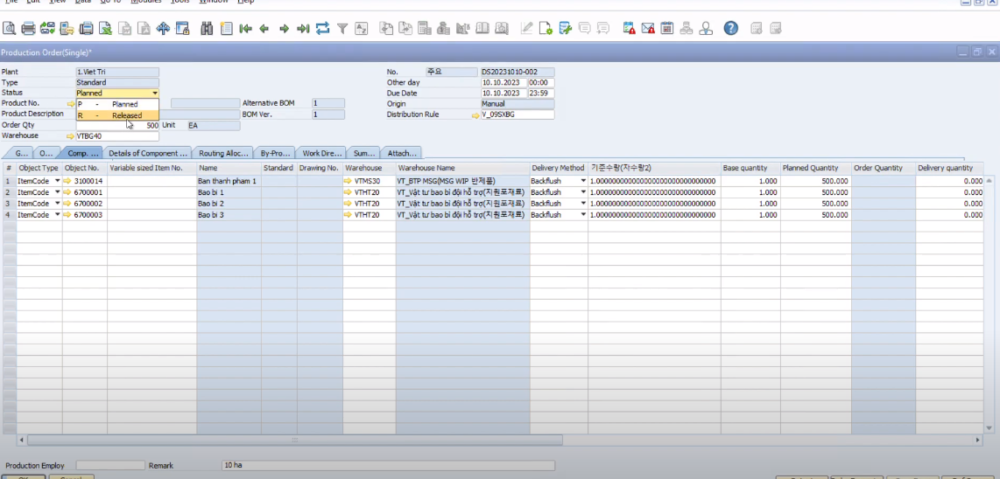 File Edit View Data Go To Modules Tools Window Help
Production Order(Single)*
Plant 1.Viet Tri No. 주요 DS20231010-002
Type Standard Other day 10.10.2023 00:00
Status Planned Due Date 10.10.2023 23:59
Product No. P - Planned Alternative BOM 1 Origin Manual
Product Description R - Released BOM Ver. 1 Distribution Rule V_09SXBG
Order Qty 500 Unit EA
Warehouse VTBG40
G... O... Comp. ... Details of Component ... Routing Alloc... By-Pro... Work Dire... Sum... Attach...
# Object Type Object No. Variable sized Item No. Name Standard Drawing No. Warehouse Warehouse Name Delivery Method 기준수량(자수량2) Base quantity Planned Quantity Order Quantity Delivery quantity
1 ItemCode 3100014 Ban thanh pham 1 VTMS30 VT_BTP MSG(MSG WIP 반제품) Backflush 1.000 500.000 0.000
2 ItemCode 6700001 Bao bi 1 VTHT20 VT_Vật tư bao bì đội hỗ trợ(지원포재료) Backflush 1.000 500.000 0.000
3 ItemCode 6700002 Bao bi 2 VTHT20 VT_Vật tư bao bì đội hỗ trợ(지원포재료) Backflush 1.000 500.000 0.000
4 ItemCode 6700003 Bao bi 3 VTHT20 VT_Vật tư bao bì đội hỗ trợ(지원포재료) Backflush 1.000 500.000 0.000
Production Employ Remark 10 ha